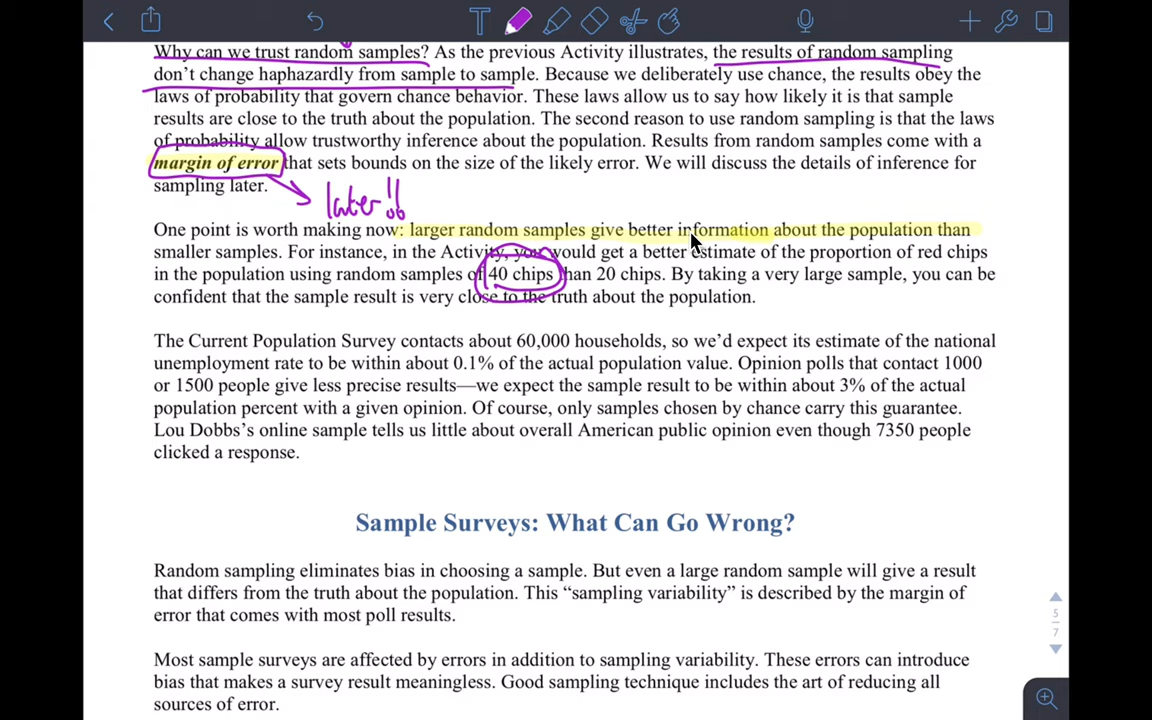 Why can we trust random samples? As the previous Activity illustrates, the results of random sampling
don't change haphazardly from sample to sample. Because we deliberately use chance, the results obey the
laws of probability that govern chance behavior. These laws allow us to say how likely it is that sample
results are close to the truth about the population. The second reason to use random sampling is that the laws
of probability allow trustworthy inference about the population. Results from random samples come with a
margin of error that sets bounds on the size of the likely error. We will discuss the details of inference for
sampling later.
later!!
One point is worth making now: larger random samples give better information about the population than
smaller samples. For instance, in the Activity, you would get a better estimate of the proportion of red chips
in the population using random samples of 40 chips than 20 chips. By taking a very large sample, you can be
confident that the sample result is very close to the truth about the population.
The Current Population Survey contacts about 60,000 households, so we'd expect its estimate of the national
unemployment rate to be within about 0.1% of the actual population value. Opinion polls that contact 1000
or 1500 people give less precise results—we expect the sample result to be within about 3% of the actual
population percent with a given opinion. Of course, only samples chosen by chance carry this guarantee.
Lou Dobbs's online sample tells us little about overall American public opinion even though 7350 people
clicked a response.
Sample Surveys: What Can Go Wrong?
Random sampling eliminates bias in choosing a sample. But even a large random sample will give a result
that differs from the truth about the population. This “sampling variability” is described by the margin of
error that comes with most poll results.
Most sample surveys are affected by errors in addition to sampling variability. These errors can introduce
bias that makes a survey result meaningless. Good sampling technique includes the art of reducing all
sources of error.
5
7